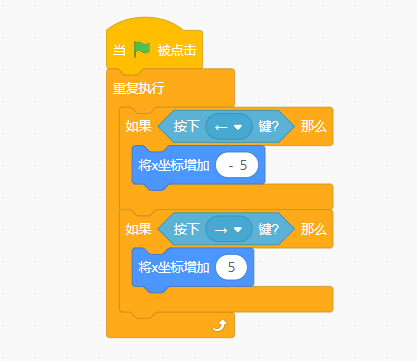 当 被点击
重复执行
如果 按下 ← 键? 那么
将x坐标增加 - 5
如果 按下 → 键? 那么
将x坐标增加 5